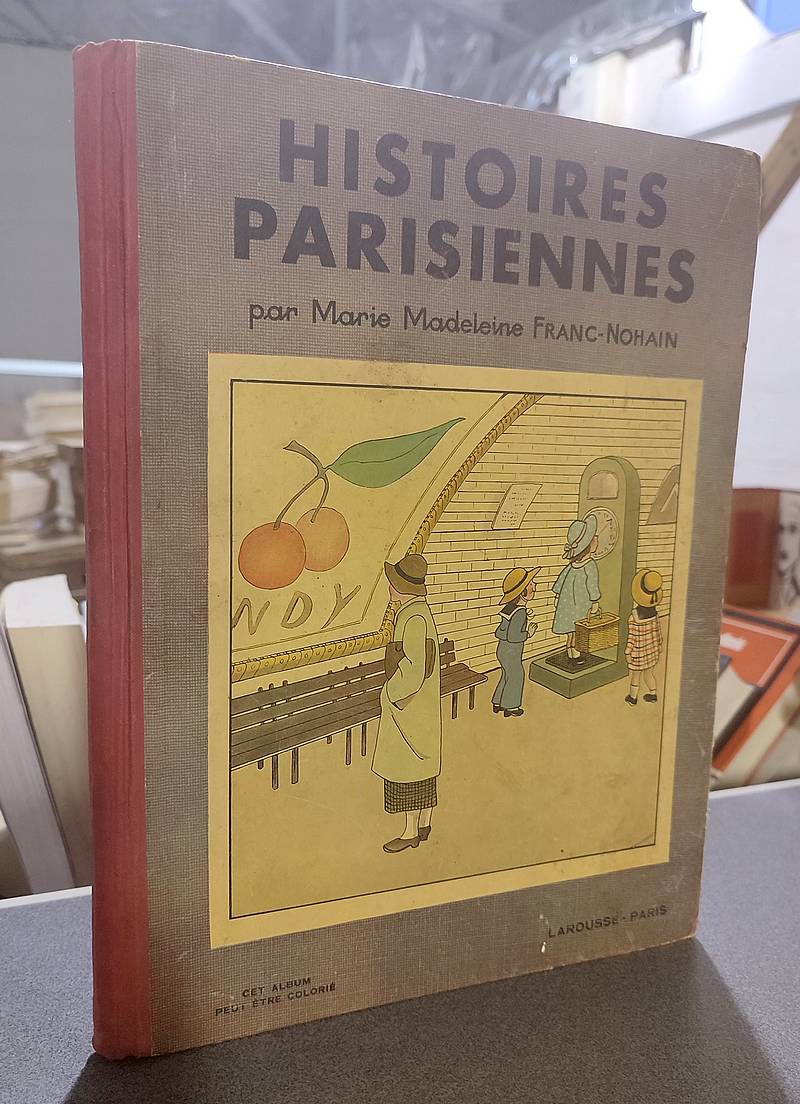 HISTOIRES
PARISIENNES
par Marie Madeleine FRANC-NOHAIN
NDY
LAROUSSE - PARIS
CET ALBUM
PEUT ÊTRE COLORIÉ